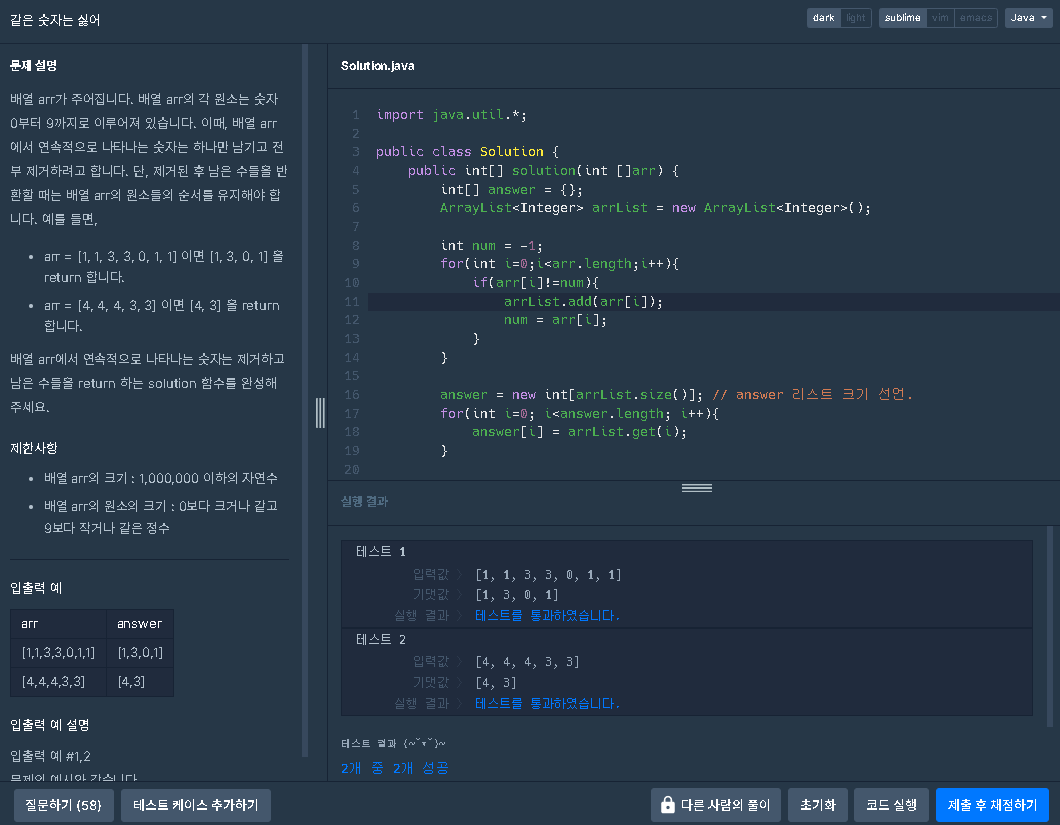 같은 숫자는 싫어
dark light sublime vim emacs Java
문제 설명
배열 arr가 주어집니다. 배열 arr의 각 원소는 숫자
0부터 9까지로 이루어져 있습니다. 이때, 배열 arr
에서 연속적으로 나타나는 숫자는 하나만 남기고 전
부 제거하려고 합니다. 단, 제거된 후 남은 수들을 반
환할 때는 배열 arr의 원소들의 순서를 유지해야 합
니다. 예를 들면,
• arr = [1, 1, 3, 3, 0, 1, 1] 이면 [1, 3, 0, 1] 을
return 합니다.
• arr = [4, 4, 4, 3, 3] 이면 [4, 3] 을 return
합니다.
배열 arr에서 연속적으로 나타나는 숫자는 제거하고
남은 수들을 return 하는 solution 함수를 완성해
주세요.
제한사항
• 배열 arr의 크기 : 1,000,000 이하의 자연수
• 배열 arr의 원소의 크기 : 0보다 크거나 같고
9보다 작거나 같은 정수
입출력 예
arr answer
[1,1,3,3,0,1,1] [1,3,0,1]
[4,4,4,3,3] [4,3]
입출력 예 설명
입출력 예 #1,2
문제의 예시와 같습니다.
Solution.java
1 import java.util.*;
2
3 public class Solution {
4 public int[] solution(int []arr) {
5 int[] answer = {};
6 ArrayList<Integer> arrList = new ArrayList<Integer>();
7
8 int num = -1;
9 for(int i=0;i<arr.length;i++){
10 if(arr[i]!=num){
11 arrList.add(arr[i]);
12 num = arr[i];
13 }
14 }
15
16 answer = new int[arrList.size()]; // answer 리스트 크기 선언.
17 for(int i=0; i<answer.length; i++){
18 answer[i] = arrList.get(i);
19 }
20
실행 결과
테스트 1
입력값 〉 [1, 1, 3, 3, 0, 1, 1]
기댓값 〉 [1, 3, 0, 1]
실행 결과 〉 테스트를 통과하였습니다.
테스트 2
입력값 〉 [4, 4, 4, 3, 3]
기댓값 〉 [4, 3]
실행 결과 〉 테스트를 통과하였습니다.
테스트 결과 (~˘▾˘)~
2개 중 2개 성공
질문하기 (58) 테스트 케이스 추가하기 다른 사람의 풀이 초기화 코드 실행 제출 후 채점하기